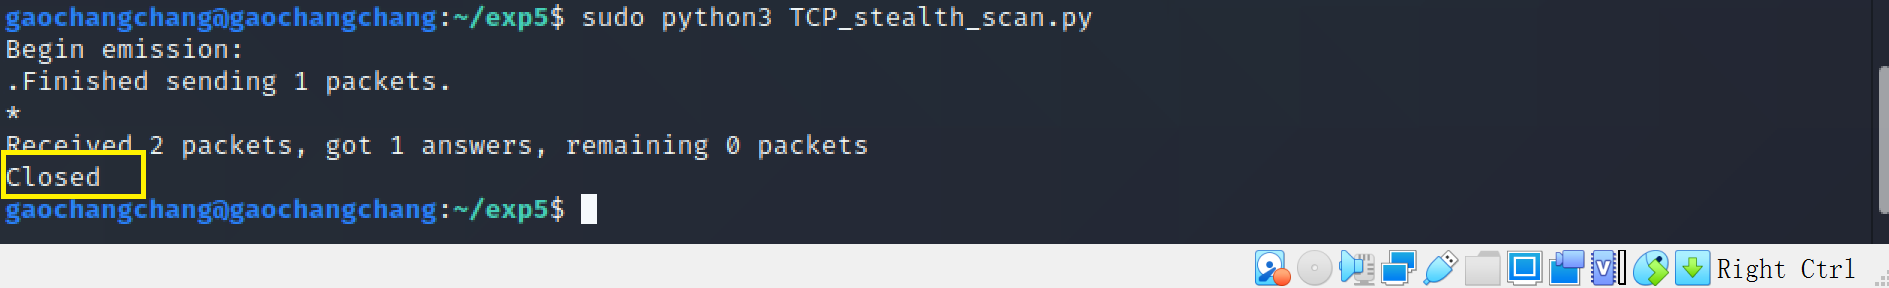 gaochangchang@gaochangchang:~/exp5$ sudo python3 TCP_stealth_scan.py
Begin emission:
.Finished sending 1 packets.
*
Received 2 packets, got 1 answers, remaining 0 packets
Closed
gaochangchang@gaochangchang:~/exp5$
Right Ctrl